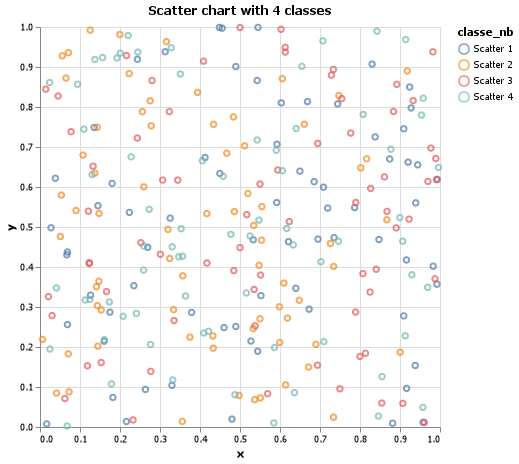 Scatter chart with 4 classes
classe_nb
Scatter 1
Scatter 2
Scatter 3
Scatter 4
y
1.0
0.9
0.8
0.7
0.6
0.5
0.4
0.3
0.2
0.1
0.0
0.0 0.1 0.2 0.3 0.4 0.5 0.6 0.7 0.8 0.9 1.0
x